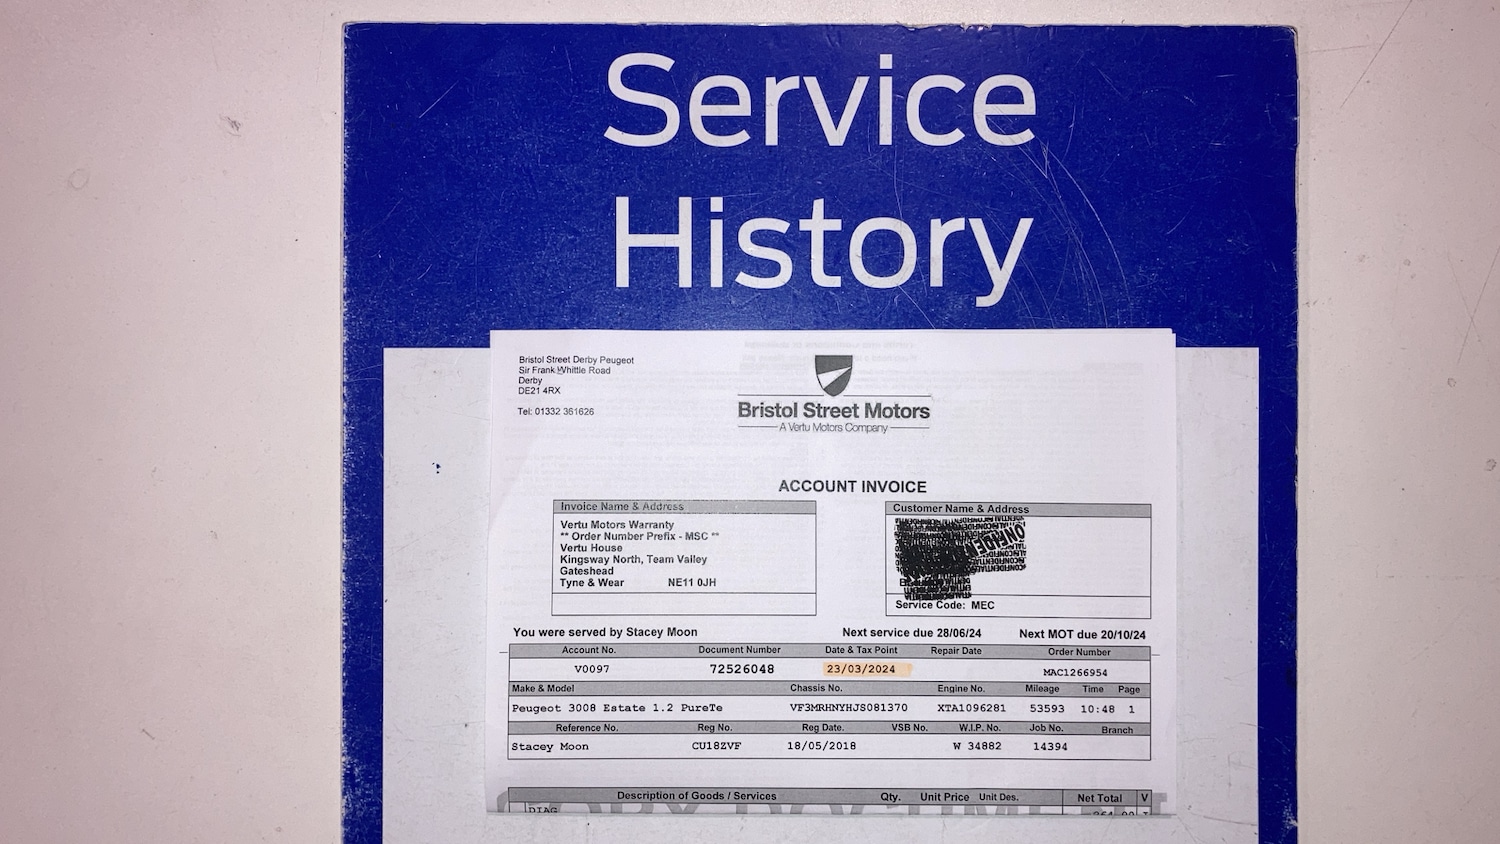 Service
History
Bristol Street Derby Peugeot
Sir Frank Whittle Road
Derby
DE21 4RX
Tel: 01332 361626
Bristol Street Motors
A Vertu Motors Company
ACCOUNT INVOICE
Invoice Name & Address
Vertu Motors Warranty
** Order Number Prefix - MSC **
Vertu House
Kingsway North, Team Valley
Gateshead
Tyne & Wear NE11 0JH
Customer Name & Address
Service Code: MEC
You were served by Stacey Moon Next service due 28/06/24 Next MOT due 20/10/24
Account No. Document Number Date & Tax Point Repair Date Order Number
V0097 72526048 23/03/2024 MAC1266954
Make & Model Chassis No. Engine No. Mileage Time Page
Peugeot 3008 Estate 1.2 PureTe VF3MRHNYHJS081370 XTA1096281 53593 10:48 1
Reference No. Reg No. Reg Date. VSB No. W.I.P. No. Job No. Branch
Stacey Moon CU18ZVF 18/05/2018 W 34882 14394
Description of Goods / Services Qty. Unit Price Unit Des. Net Total V
DIAG